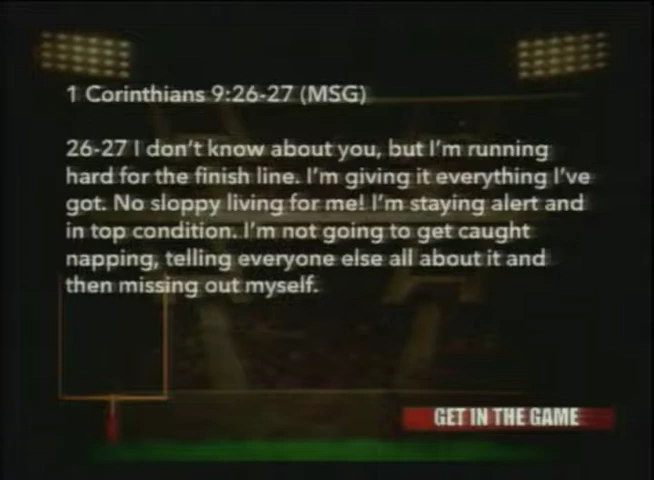 1 Corinthians 9:26-27 (MSG)
26-27 I don't know about you, but I'm running
hard for the finish line. I'm giving it everything I've
got. No sloppy living for me! I'm staying alert and
in top condition. I'm not going to get caught
napping, telling everyone else all about it and
then missing out myself.
GET IN THE GAME